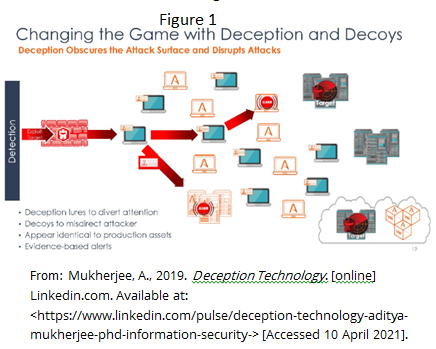 Figure 1
Changing the Game with Deception and Decoys
Deception Obscures the Attack Surface and Disrupts Attacks
Detection
Target
Target
• Deception lures to divert attention
• Decoys to misdirect attacker
• Appear identical to production assets
• Evidence-based alerts
From: Mukherjee, A., 2019. Deception Technology. [online]
Linkedin.com. Available at:
<https://www.linkedin.com/pulse/deception-technology-aditya-
mukherjee-phd-information-security-> [Accessed 10 April 2021].